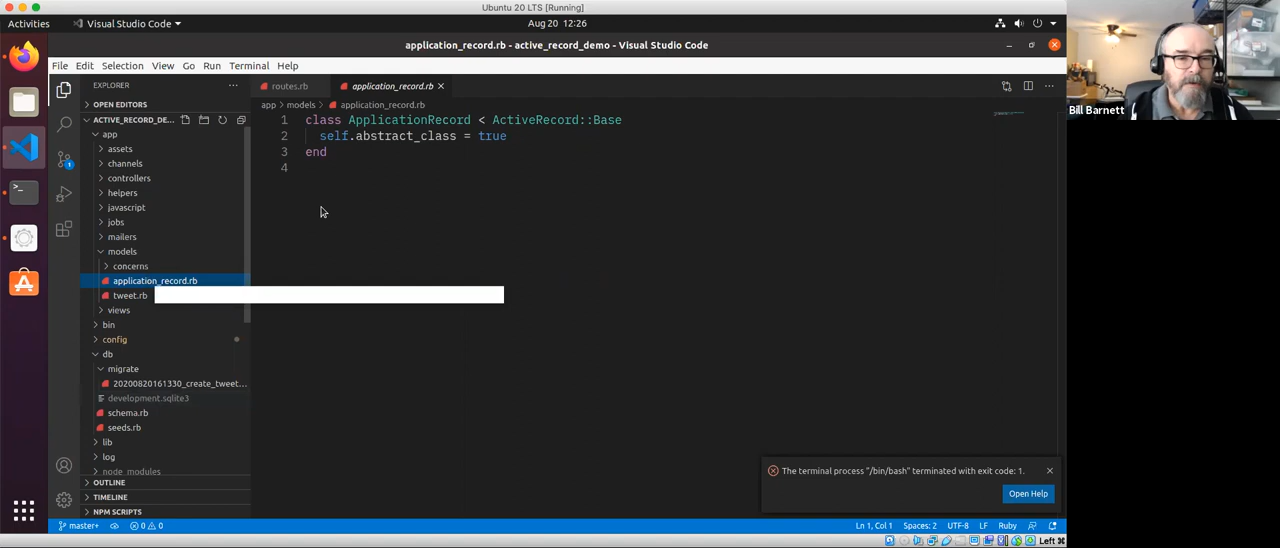 Ubuntu 20 LTS [Running]
Activities
Visual Studio Code
Aug 20 12:26
application_record.rb - active_record_demo - Visual Studio Code
File Edit Selection View Go Run Terminal Help
EXPLORER
routes.rb
application_record.rb
OPEN EDITORS
app > models > application_record.rb
ACTIVE_RECORD_DE...
app
assets
channels
controllers
helpers
javascript
jobs
mailers
models
concerns
application_record.rb
tweet.rb
views
bin
config
db
migrate
20200820161330_create_tweet...
development.sqlite3
schema.rb
seeds.rb
lib
log
node_modules
OUTLINE
TIMELINE
NPM SCRIPTS
1 class ApplicationRecord < ActiveRecord::Base
2 self.abstract_class = true
3 end
4
1
The terminal process "/bin/bash" terminated with exit code: 1.
Open Help
master+
0 0
Ln 1, Col 1 Spaces: 2 UTF-8 LF Ruby
Left ⌘
Bill Barnett